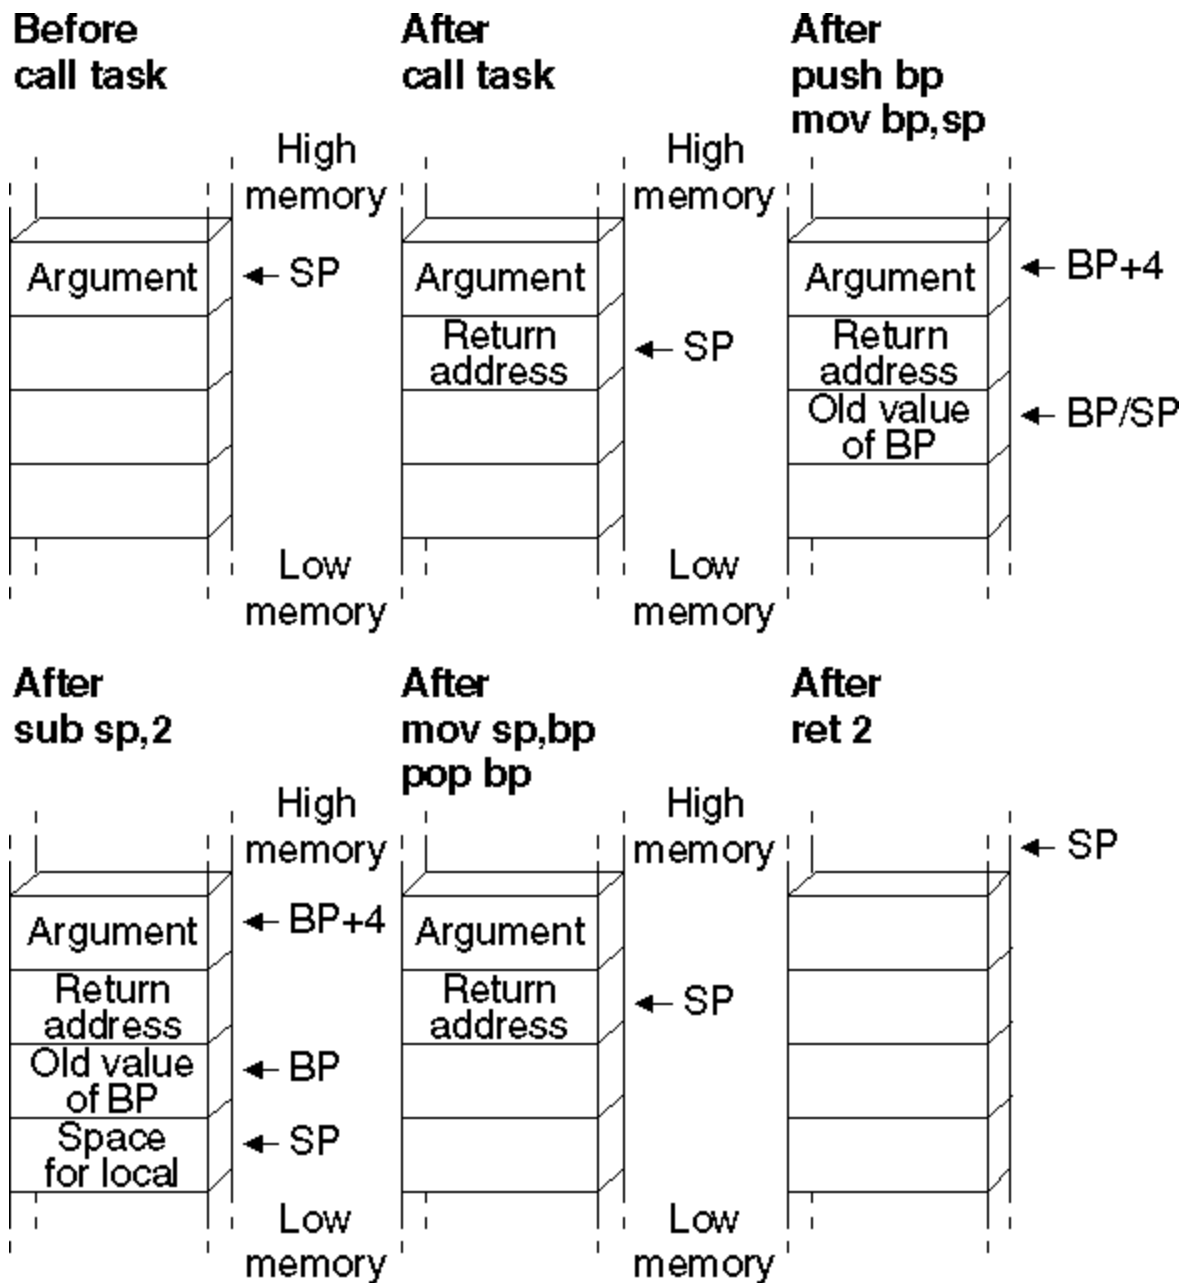 Before
call task
High
memory
Argument
SP
Low
memory
After
call task
High
memory
Argument
Return
address
SP
Low
memory
After
push bp
mov bp,sp
Argument
BP+4
Return
address
Old value
of BP
BP/SP
After
sub sp,2
High
memory
Argument
BP+4
Return
address
Old value
of BP
BP
Space
for local
SP
Low
memory
After
mov sp,bp
pop bp
High
memory
Argument
Return
address
SP
Low
memory
After
ret 2
SP